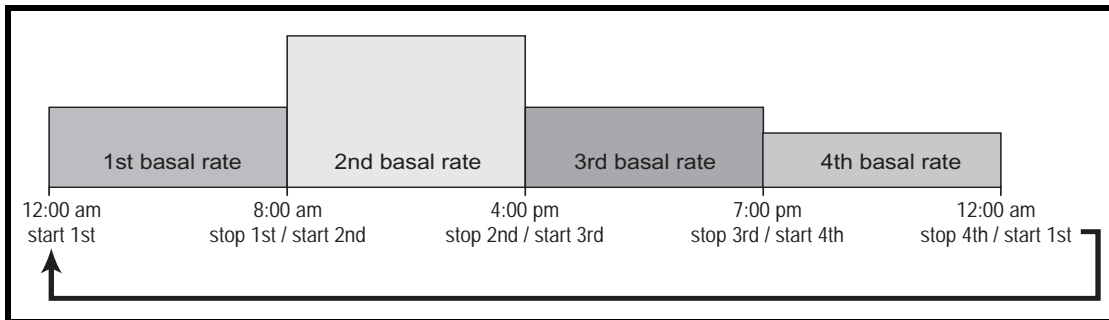 1st basal rate
2nd basal rate
3rd basal rate
4th basal rate
12:00 am
start 1st
8:00 am
stop 1st / start 2nd
4:00 pm
stop 2nd / start 3rd
7:00 pm
stop 3rd / start 4th
12:00 am
stop 4th / start 1st